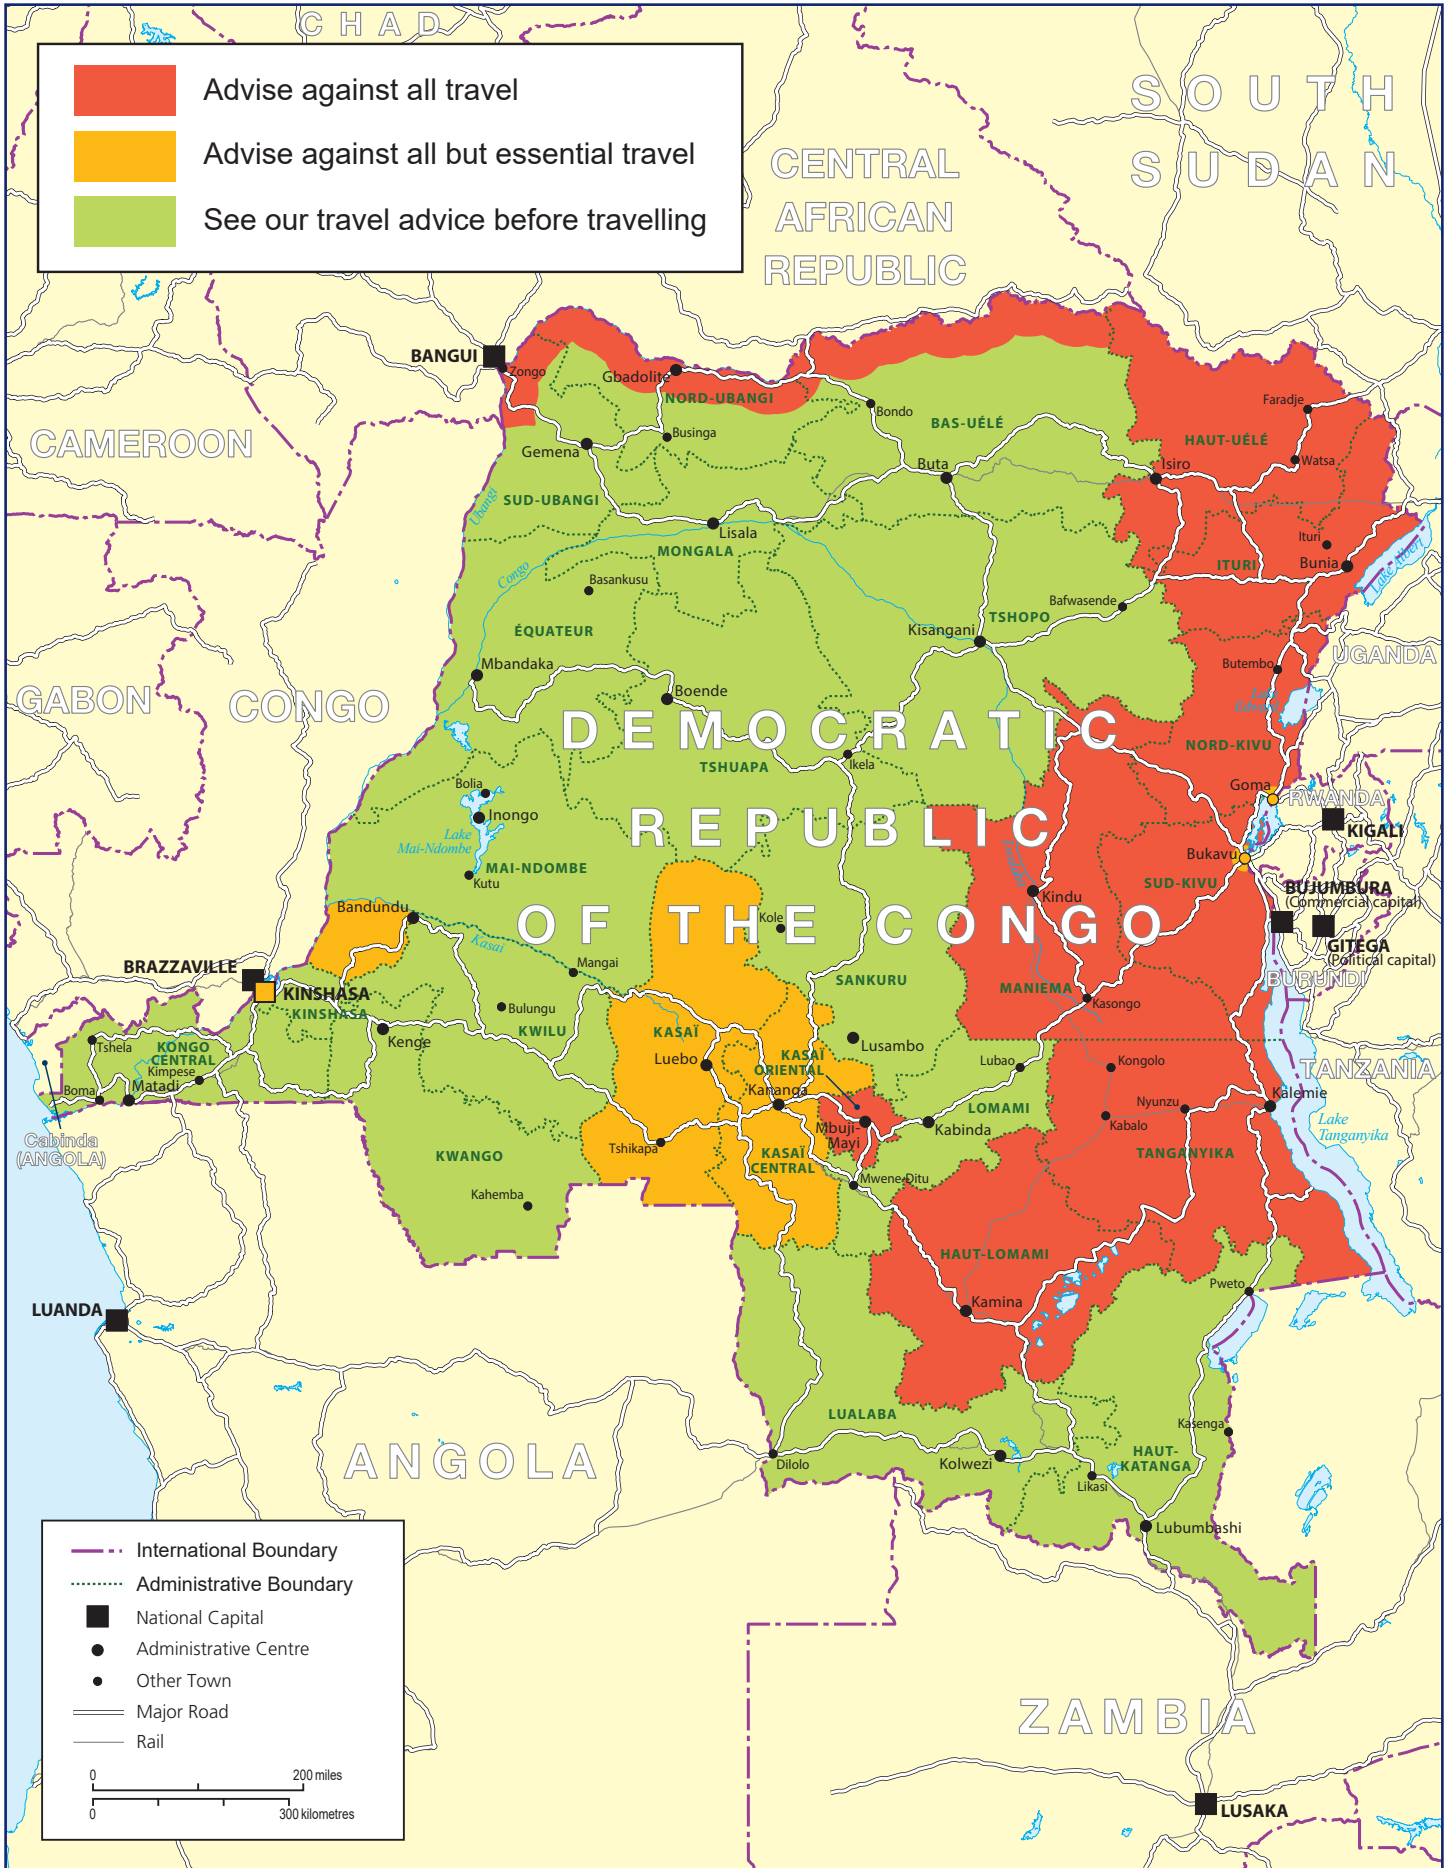 CHAD
Advise against all travel
Advise against all but essential travel
See our travel advice before travelling
SOUTH
SUDAN
CENTRAL
AFRICAN
REPUBLIC
BANGUI
Zongo
Gbadolite
NORD-UBANGI
Bondo
BAS-UÉLÉ
Faradje
HAUT-UÉLÉ
CAMEROON
Gemena
Businga
Buta
Isiro
Watsa
Ubangi
SUD-UBANGI
Lisala
MONGALA
Ituri
Bunia
ITURI
Lake Albert
Congo
Basankusu
Bafwasende
TSHOPO
ÉQUATEUR
Kisangani
Mbandaka
Butembo
UGANDA
GABON
CONGO
Boende
Lake
Edward
DEMOCRATIC
NORD-KIVU
TSHUAPA
Ikela
Goma
RWANDA
Bolia
Inongo
Lake
Mai-Ndombe
REPUBLIC
KIGALI
Bukavu
MAI-NDOMBE
Kutu
SUD-KIVU
Kindu
BUJUMBURA
(Commercial capital)
Bandundu
Kole
OF THE CONGO
Kasai
GITEGA
(Political capital)
BRAZZAVILLE
Mangai
SANKURU
BURUNDI
KINSHASA
KINSHASA
Bulungu
MANIEMA
Kasongo
KWILU
KASAÏ
Kenge
Tshela
KONGO
CENTRAL
Kimpese
Luebo
KASAÏ
ORIENTAL
Lusambo
Lubao
Kongolo
TANZANIA
Boma
Matadi
Kananga
LOMAMI
Nyunzu
Kalemie
Kabalo
Mbuji-
Mayi
Kabinda
Lake
Tanganyika
Cabinda
(ANGOLA)
Tshikapa
KWANGO
KASAÏ
CENTRAL
TANGANYIKA
Mwene-Ditu
Kahemba
HAUT-LOMAMI
Pweto
LUANDA
Kamina
LUALABA
Kasenga
ANGOLA
Dilolo
Kolwezi
HAUT-
KATANGA
Likasi
Lubumbashi
International Boundary
Administrative Boundary
National Capital
Administrative Centre
Other Town
Major Road
Rail
0 200 miles
0 300 kilometres
ZAMBIA
LUSAKA